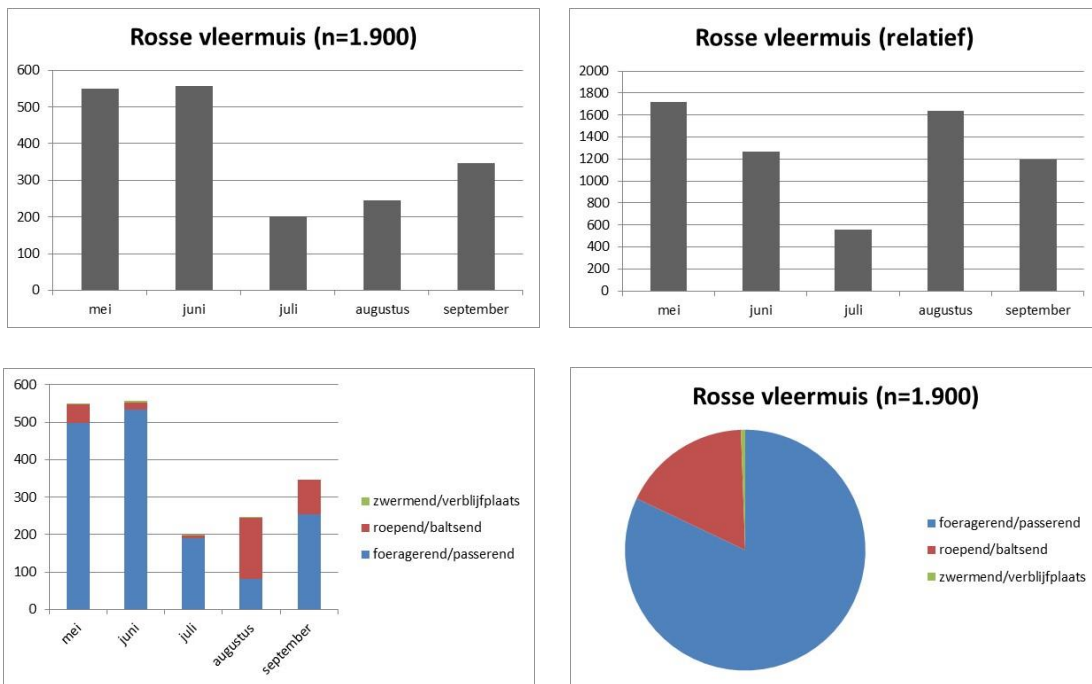 Rosse vleermuis (n=1.900)
600
500
400
300
200
100
0
mei juni juli augustus september
Rosse vleermuis (relatief)
2000
1800
1600
1400
1200
1000
800
600
400
200
0
mei juni juli augustus september
600
500
400
300
200
100
0
mei juni juli augustus september
zwermend/verblijfplaats
roepend/baltsend
foeragerend/passerend
Rosse vleermuis (n=1.900)
foeragerend/passerend
roepend/baltsend
zwermend/verblijfplaats